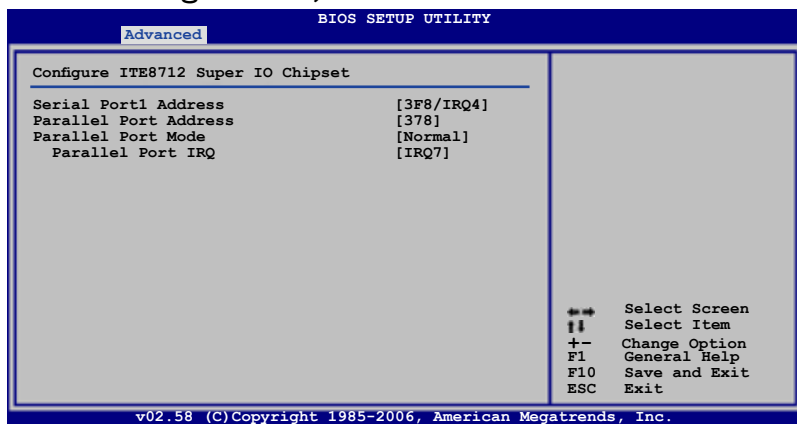 BIOS SETUP UTILITY
Advanced
Configure ITE8712 Super IO Chipset
Serial Port1 Address [3F8/IRQ4]
Parallel Port Address [378]
Parallel Port Mode [Normal]
Parallel Port IRQ [IRQ7]
Select Screen
Select Item
+- Change Option
F1 General Help
F10 Save and Exit
ESC Exit
v02.58 (C)Copyright 1985-2006, American Megatrends, Inc.